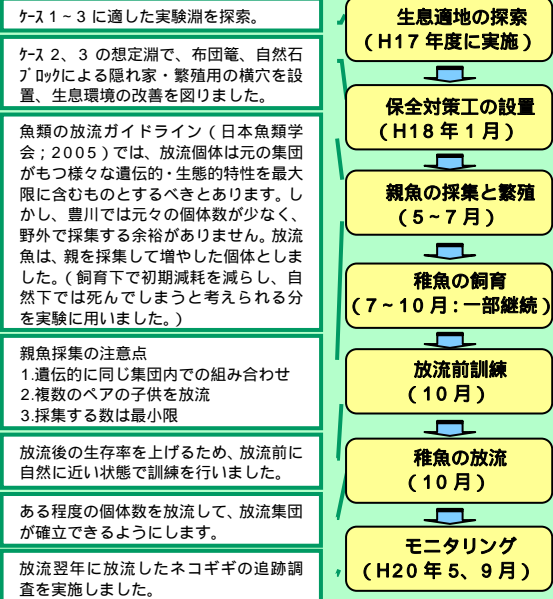 ｹｰｽ 1～3 に適した実験淵を探索。
ｹｰｽ 2、3 の想定淵で、布団篭、自然石
ﾌﾞﾛｯｸによる隠れ家・繁殖用の横穴を設
置、生息環境の改善を図りました。
魚類の放流ガイドライン（日本魚類学
会；2005）では、放流個体は元の集団
がもつ様々な遺伝的・生態的特性を最大
限に含むものとするべきとあります。し
かし、豊川では元々の個体数が少なく、
野外で採集する余裕がありません。放流
魚は、親を採集して増やした個体としま
した。（飼育下で初期減耗を減らし、自
然下では死んでしまうと考えられる分
を実験に用いました。）
親魚採集の注意点
1.遺伝的に同じ集団内での組み合わせ
2.複数のペアの子供を放流
3.採集する数は最小限
放流後の生存率を上げるため、放流前に
自然に近い状態で訓練を行いました。
ある程度の個体数を放流して、放流集団
が確立できるようにします。
放流翌年に放流したネコギギの追跡調
査を実施しました。
生息適地の探索
（H17 年度に実施）
保全対策工の設置
（H18 年 1 月）
親魚の採集と繁殖
（5～7 月）
稚魚の飼育
（7～10 月：一部継続）
放流前訓練
（10 月）
稚魚の放流
（10 月）
モニタリング
（H20 年 5、9 月）